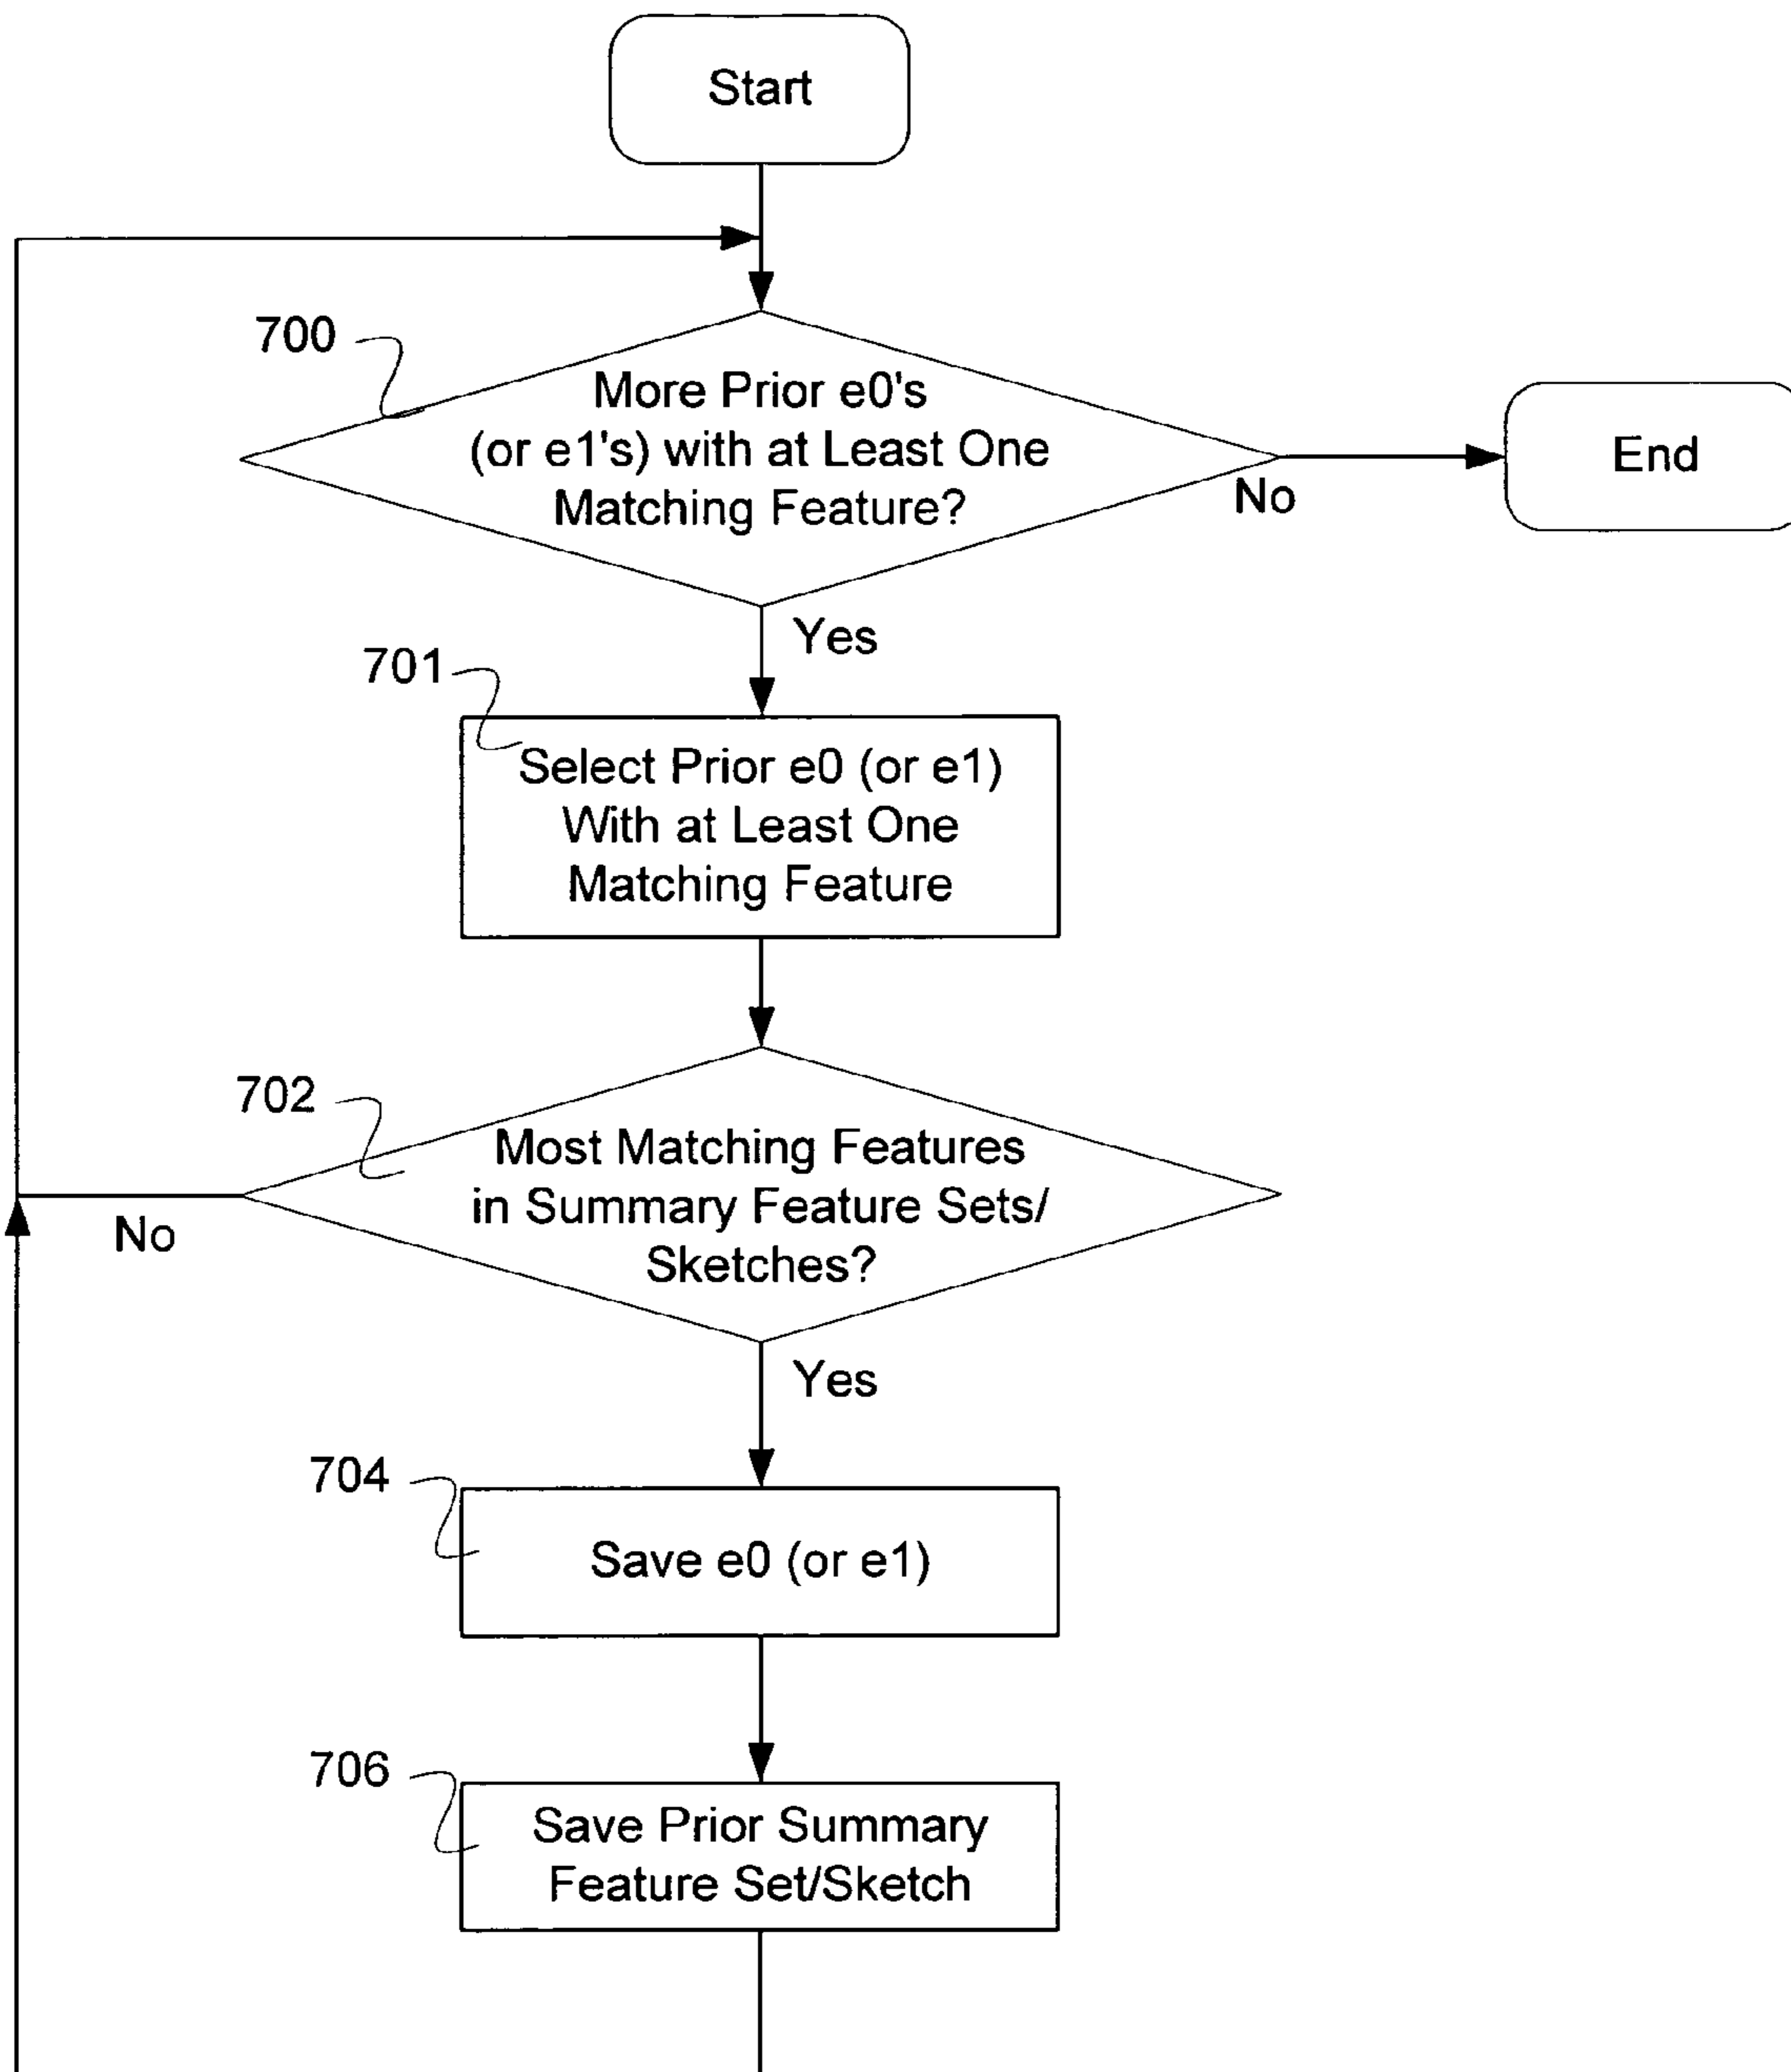 Start
700
More Prior e0's
(or e1's) with at Least One
Matching Feature?
No
End
Yes
701
Select Prior e0 (or e1)
With at Least One
Matching Feature
702
Most Matching Features
in Summary Feature Sets/
Sketches?
No
Yes
704
Save e0 (or e1)
706
Save Prior Summary
Feature Set/Sketch